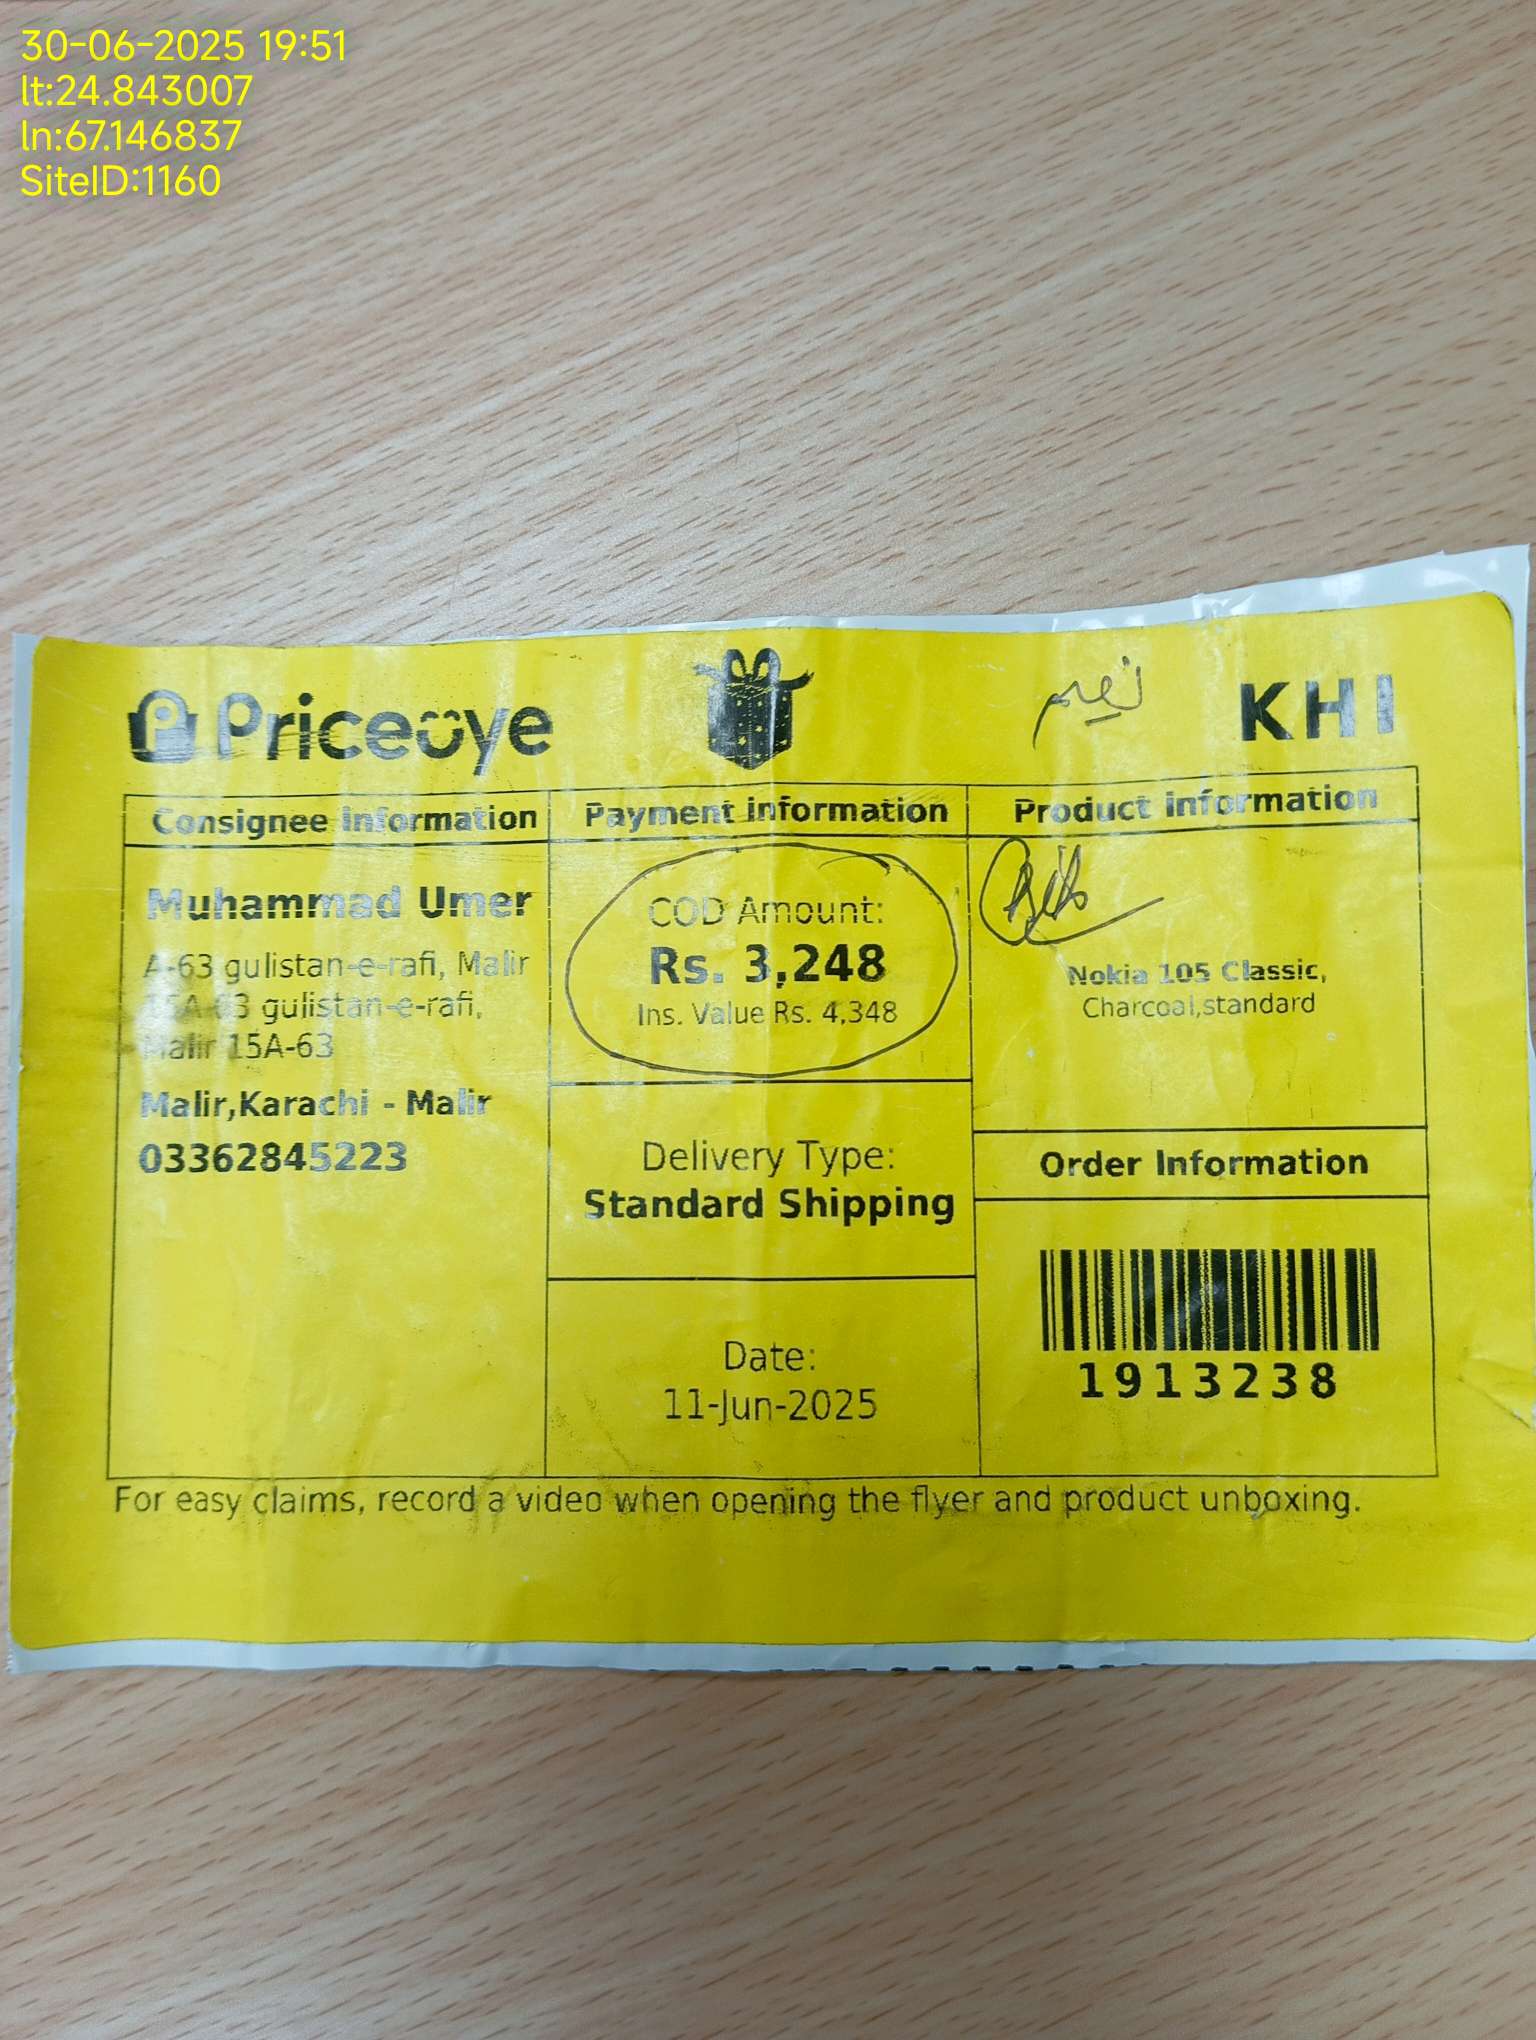 30-06-2025 19:51
lt:24.843007
ln:67.146837
SiteID:1160
Priceoye
نعیم
KHI
Consignee information
Muhammad Umer
A-63 gulistan-e-rafi, Malir
15A-63 gulistan-e-rafi,
Malir 15A-63
Malir,Karachi - Malir
03362845223
Payment information
COD Amount:
Rs. 3,248
Ins. Value Rs. 4,348
Delivery Type:
Standard Shipping
Date:
11-Jun-2025
Product information
Nokia 105 Classic,
Charcoal,standard
Order Information
1913238
For easy claims, record a video when opening the flyer and product unboxing.